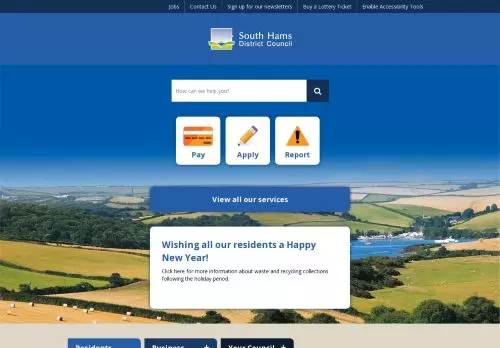 Jobs Contact Us Sign up for our newsletters Buy a Lottery Ticket Enable Accessibility Tools
South Hams
District Council
How can we help you?
Pay Apply Report
View all our services
Wishing all our residents a Happy
New Year!
Click here for more information about waste and recycling collections
following the holiday period.
Residents Business + Your Council +